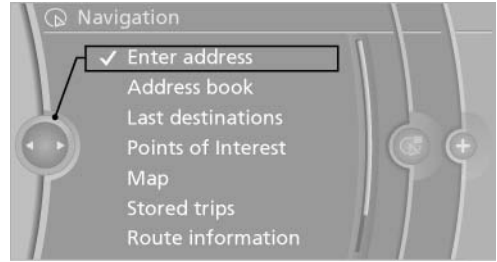 Navigation
Enter address
Address book
Last destinations
Points of Interest
Map
Stored trips
Route information